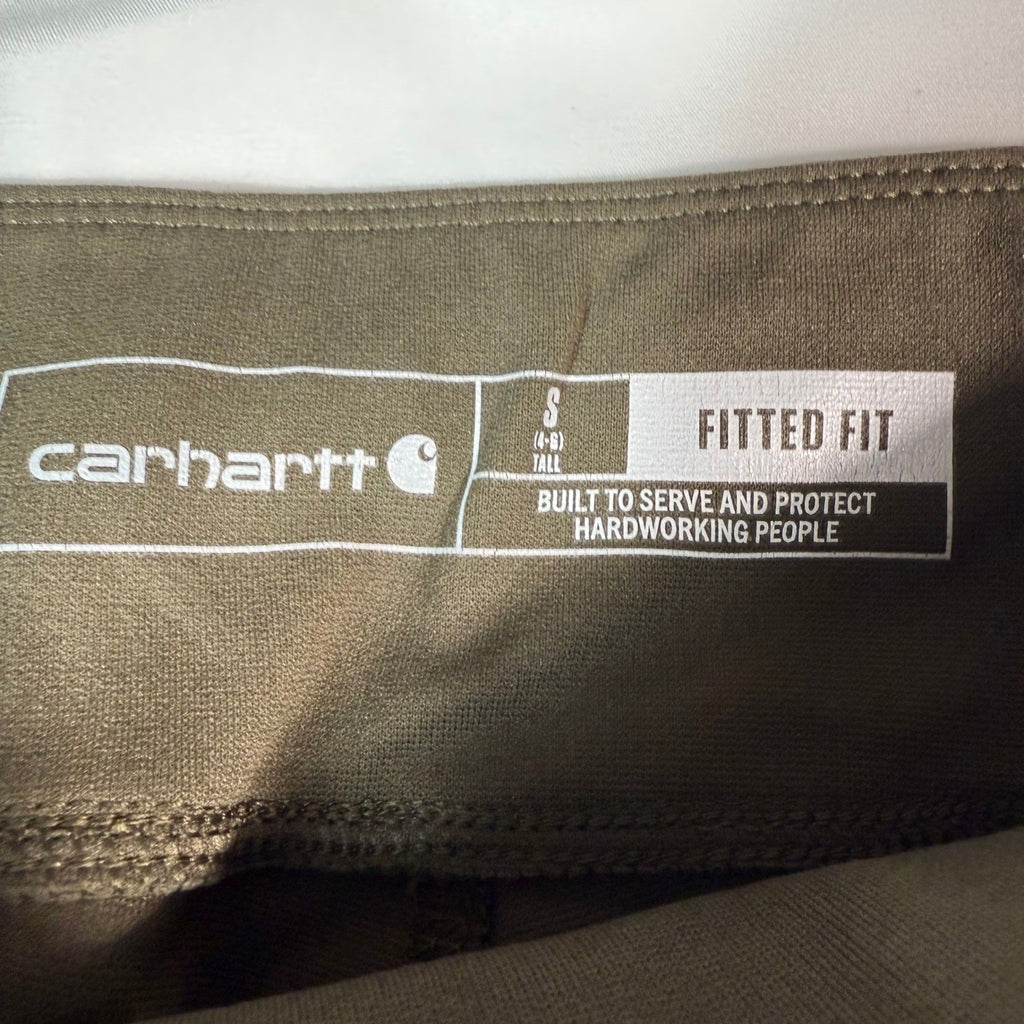 carhartt
S
(4-6)
TALL
FITTED FIT
BUILT TO SERVE AND PROTECT
HARDWORKING PEOPLE